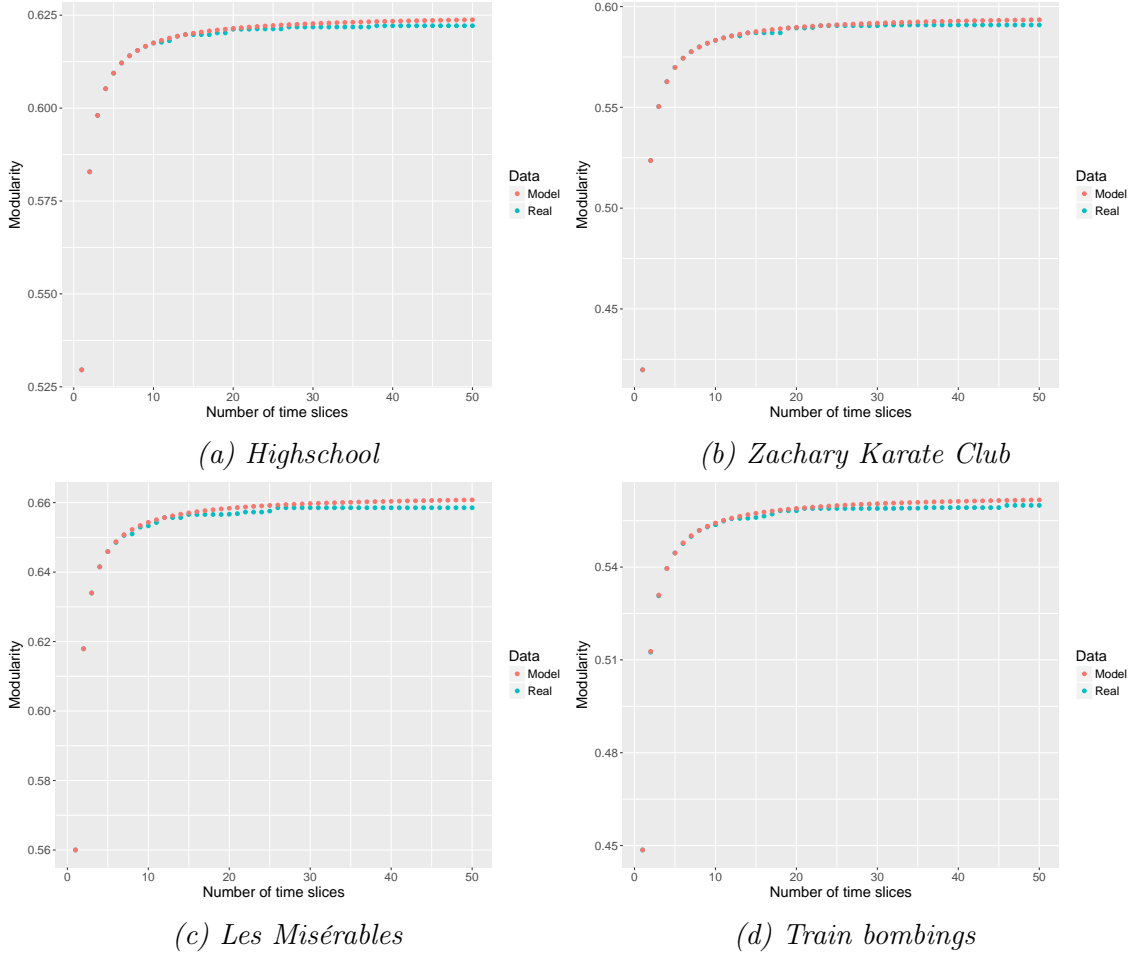 0.625
0.600
0.575
0.550
0.525
Modularity
0 10 20 30 40 50
Number of time slices
Data
Model
Real
(a) Highschool
0.60
0.55
0.50
0.45
Modularity
0 10 20 30 40 50
Number of time slices
Data
Model
Real
(b) Zachary Karate Club
0.66
0.64
0.62
0.60
0.58
0.56
Modularity
0 10 20 30 40 50
Number of time slices
Data
Model
Real
(c) Les Misérables
0.54
0.51
0.48
0.45
Modularity
0 10 20 30 40 50
Number of time slices
Data
Model
Real
(d) Train bombings